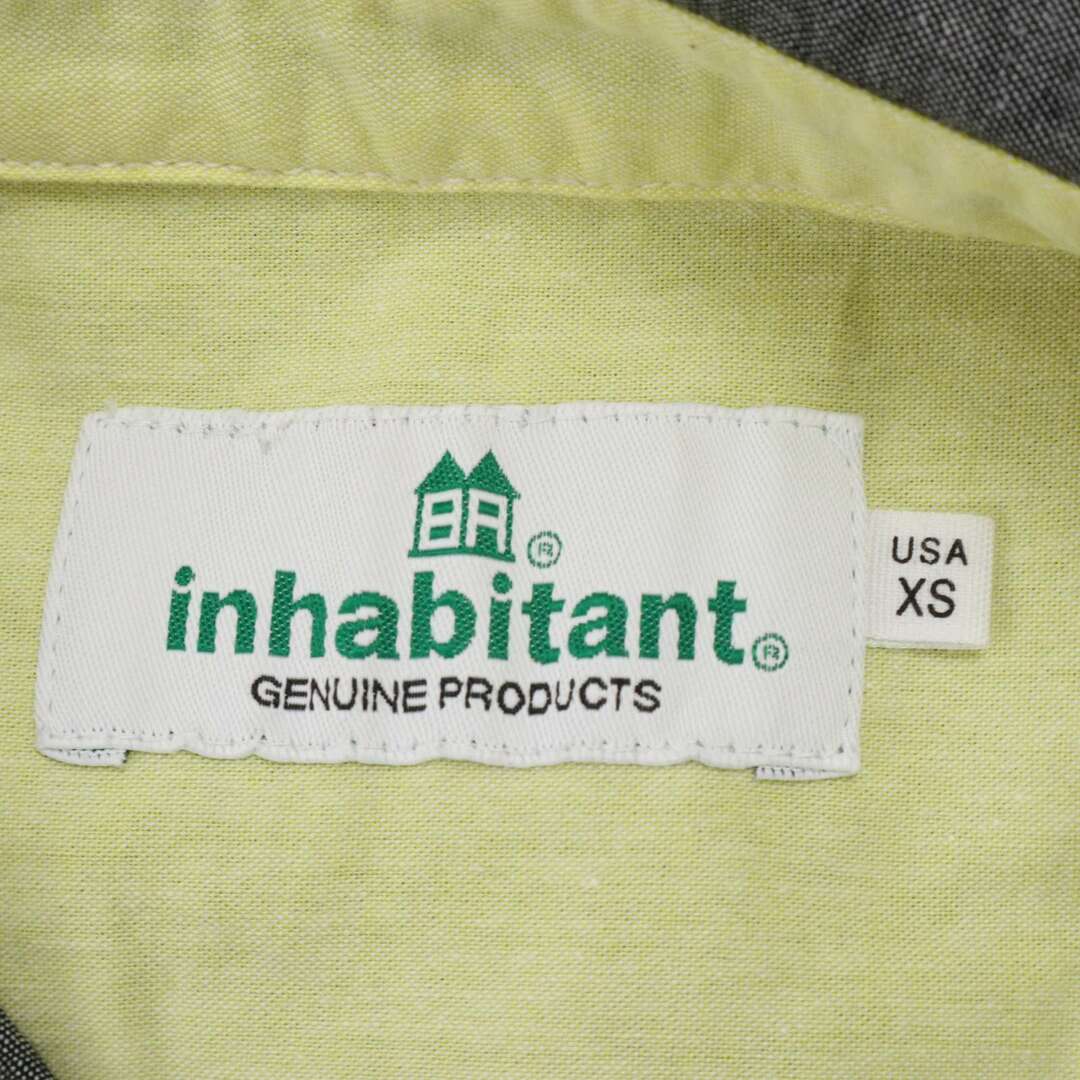 ®
inhabitant®
GENUINE PRODUCTS
USA
XS